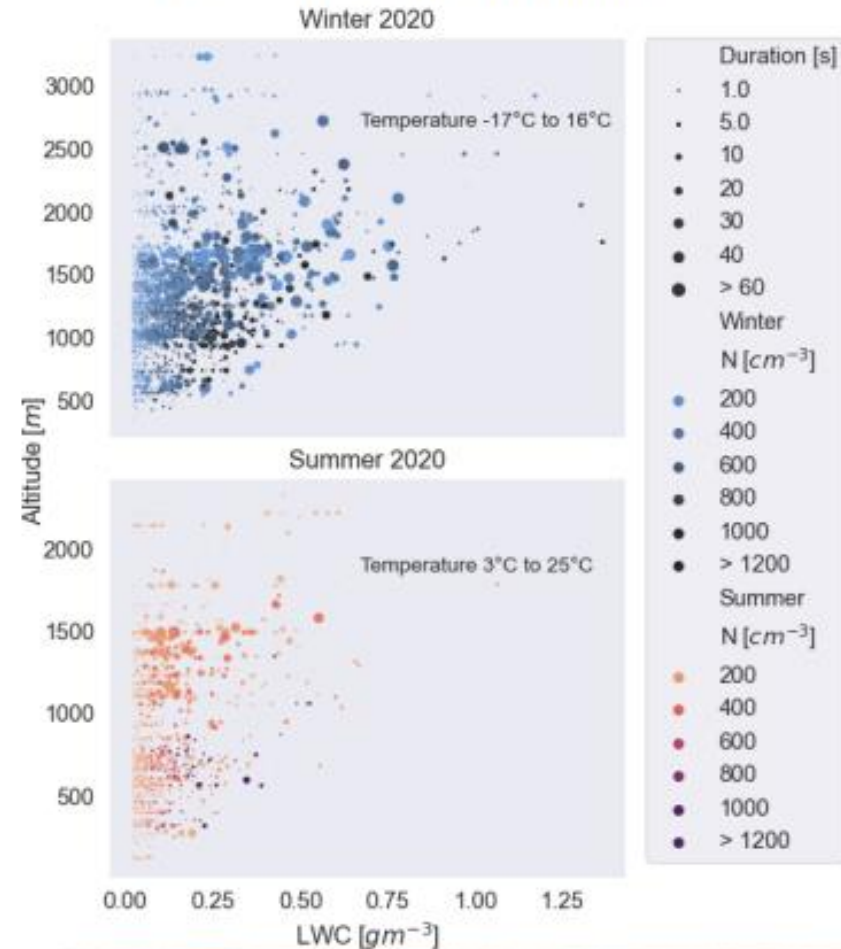 Winter 2020
Temperature -17°C to 16°C
3000
2500
2000
1500
1000
500
Altitude [m]
Summer 2020
Temperature 3°C to 25°C
2000
1500
1000
500
0.00 0.25 0.50 0.75 1.00 1.25
LWC [gm⁻³]
Duration [s]
1.0
5.0
10
20
30
40
> 60
Winter
N [cm⁻³]
200
400
600
800
1000
> 1200
Summer
N [cm⁻³]
200
400
600
800
1000
> 1200